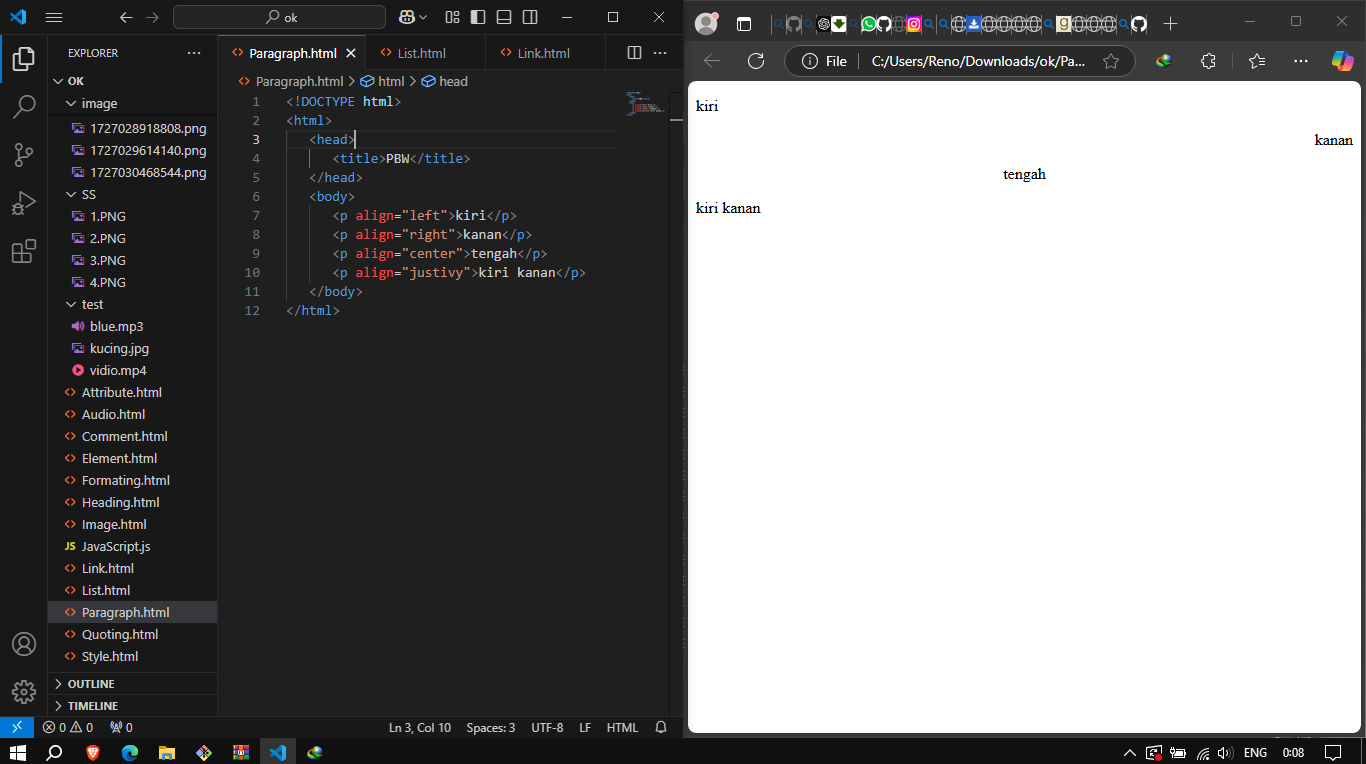 ok
EXPLORER
OK
image
1727028918808.png
1727029614140.png
1727030468544.png
SS
1.PNG
2.PNG
3.PNG
4.PNG
test
blue.mp3
kucing.jpg
vidio.mp4
Attribute.html
Audio.html
Comment.html
Element.html
Formating.html
Heading.html
Image.html
JS JavaScript.js
Link.html
List.html
Paragraph.html
Quoting.html
Style.html
OUTLINE
TIMELINE
Paragraph.html List.html Link.html
Paragraph.html > html > head
1 <!DOCTYPE html>
2 <html>
3 <head>
4 <title>PBW</title>
5 </head>
6 <body>
7 <p align="left">kiri</p>
8 <p align="right">kanan</p>
9 <p align="center">tengah</p>
10 <p align="justivy">kiri kanan</p>
11 </body>
12 </html>
0 0 0 Ln 3, Col 10 Spaces: 3 UTF-8 LF HTML
File C:/Users/Reno/Downloads/ok/Pa...
kiri
kanan
tengah
kiri kanan
ENG 0:08